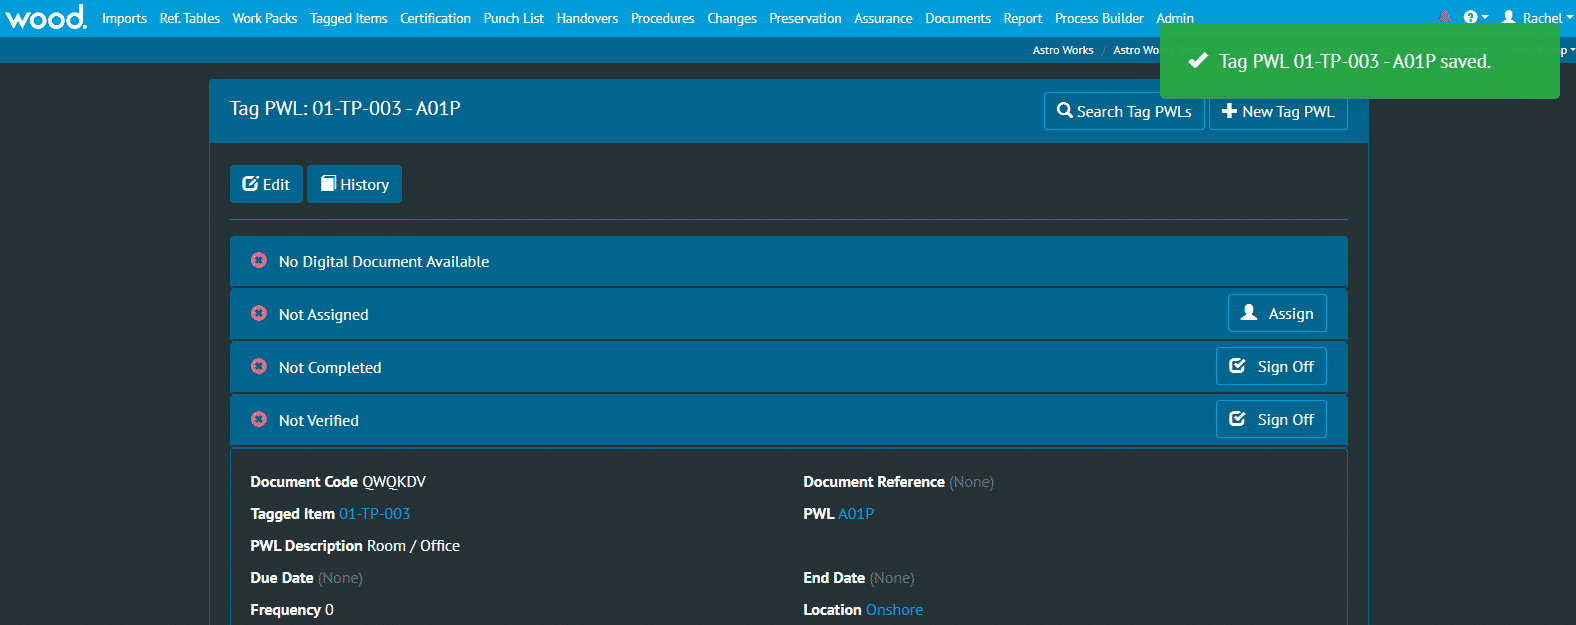 wood.
Imports Ref. Tables Work Packs Tagged Items Certification Punch List Handovers Procedures Changes Preservation Assurance Documents Report Process Builder Admin Rachel
Astro Works / Astro Wo
Tag PWL 01-TP-003 - A01P saved.
Tag PWL: 01-TP-003 - A01P
Search Tag PWLs
New Tag PWL
Edit
History
No Digital Document Available
Not Assigned
Assign
Not Completed
Sign Off
Not Verified
Sign Off
Document Code QWQKDV
Document Reference (None)
Tagged Item 01-TP-003
PWL A01P
PWL Description Room / Office
Due Date (None)
End Date (None)
Frequency 0
Location Onshore